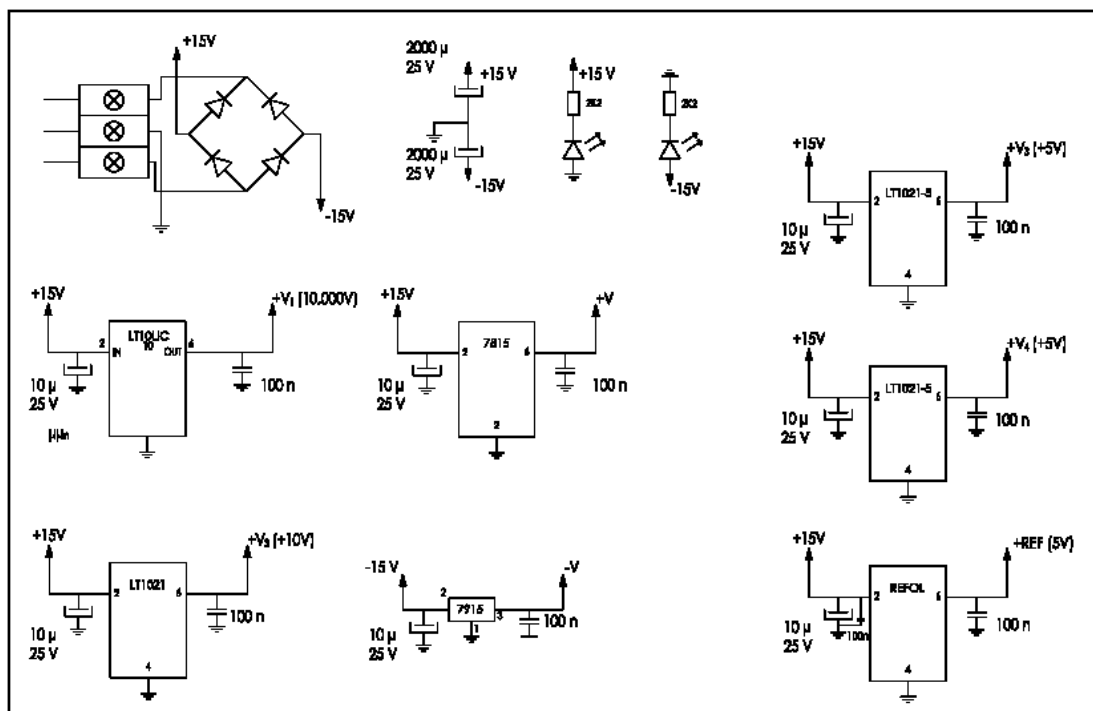 +15V
-15V
2000 µ
25 V
+15 V
2000 µ
25 V
-15V
+15 V
2K2
2K2
-15V
+15V
+V₃ (+5V)
LT1021-5
2
6
4
10 µ
25 V
100 n
+15V
+V₁ (10.000V)
2
IN
10
OUT
6
10 µ
25 V
100 n
+15V
+V
7815
2
2
10 µ
25 V
100 n
+15V
+V₄ (+5V)
LT1021-5
2
6
4
10 µ
25 V
100 n
+15V
+V₂ (+10V)
LT1021
2
6
4
10 µ
25 V
100 n
-15 V
-V
2
7915
1
3
10 µ
25 V
100 n
+15V
+REF (5V)
2
6
4
10 µ
25 V
100n
100 n